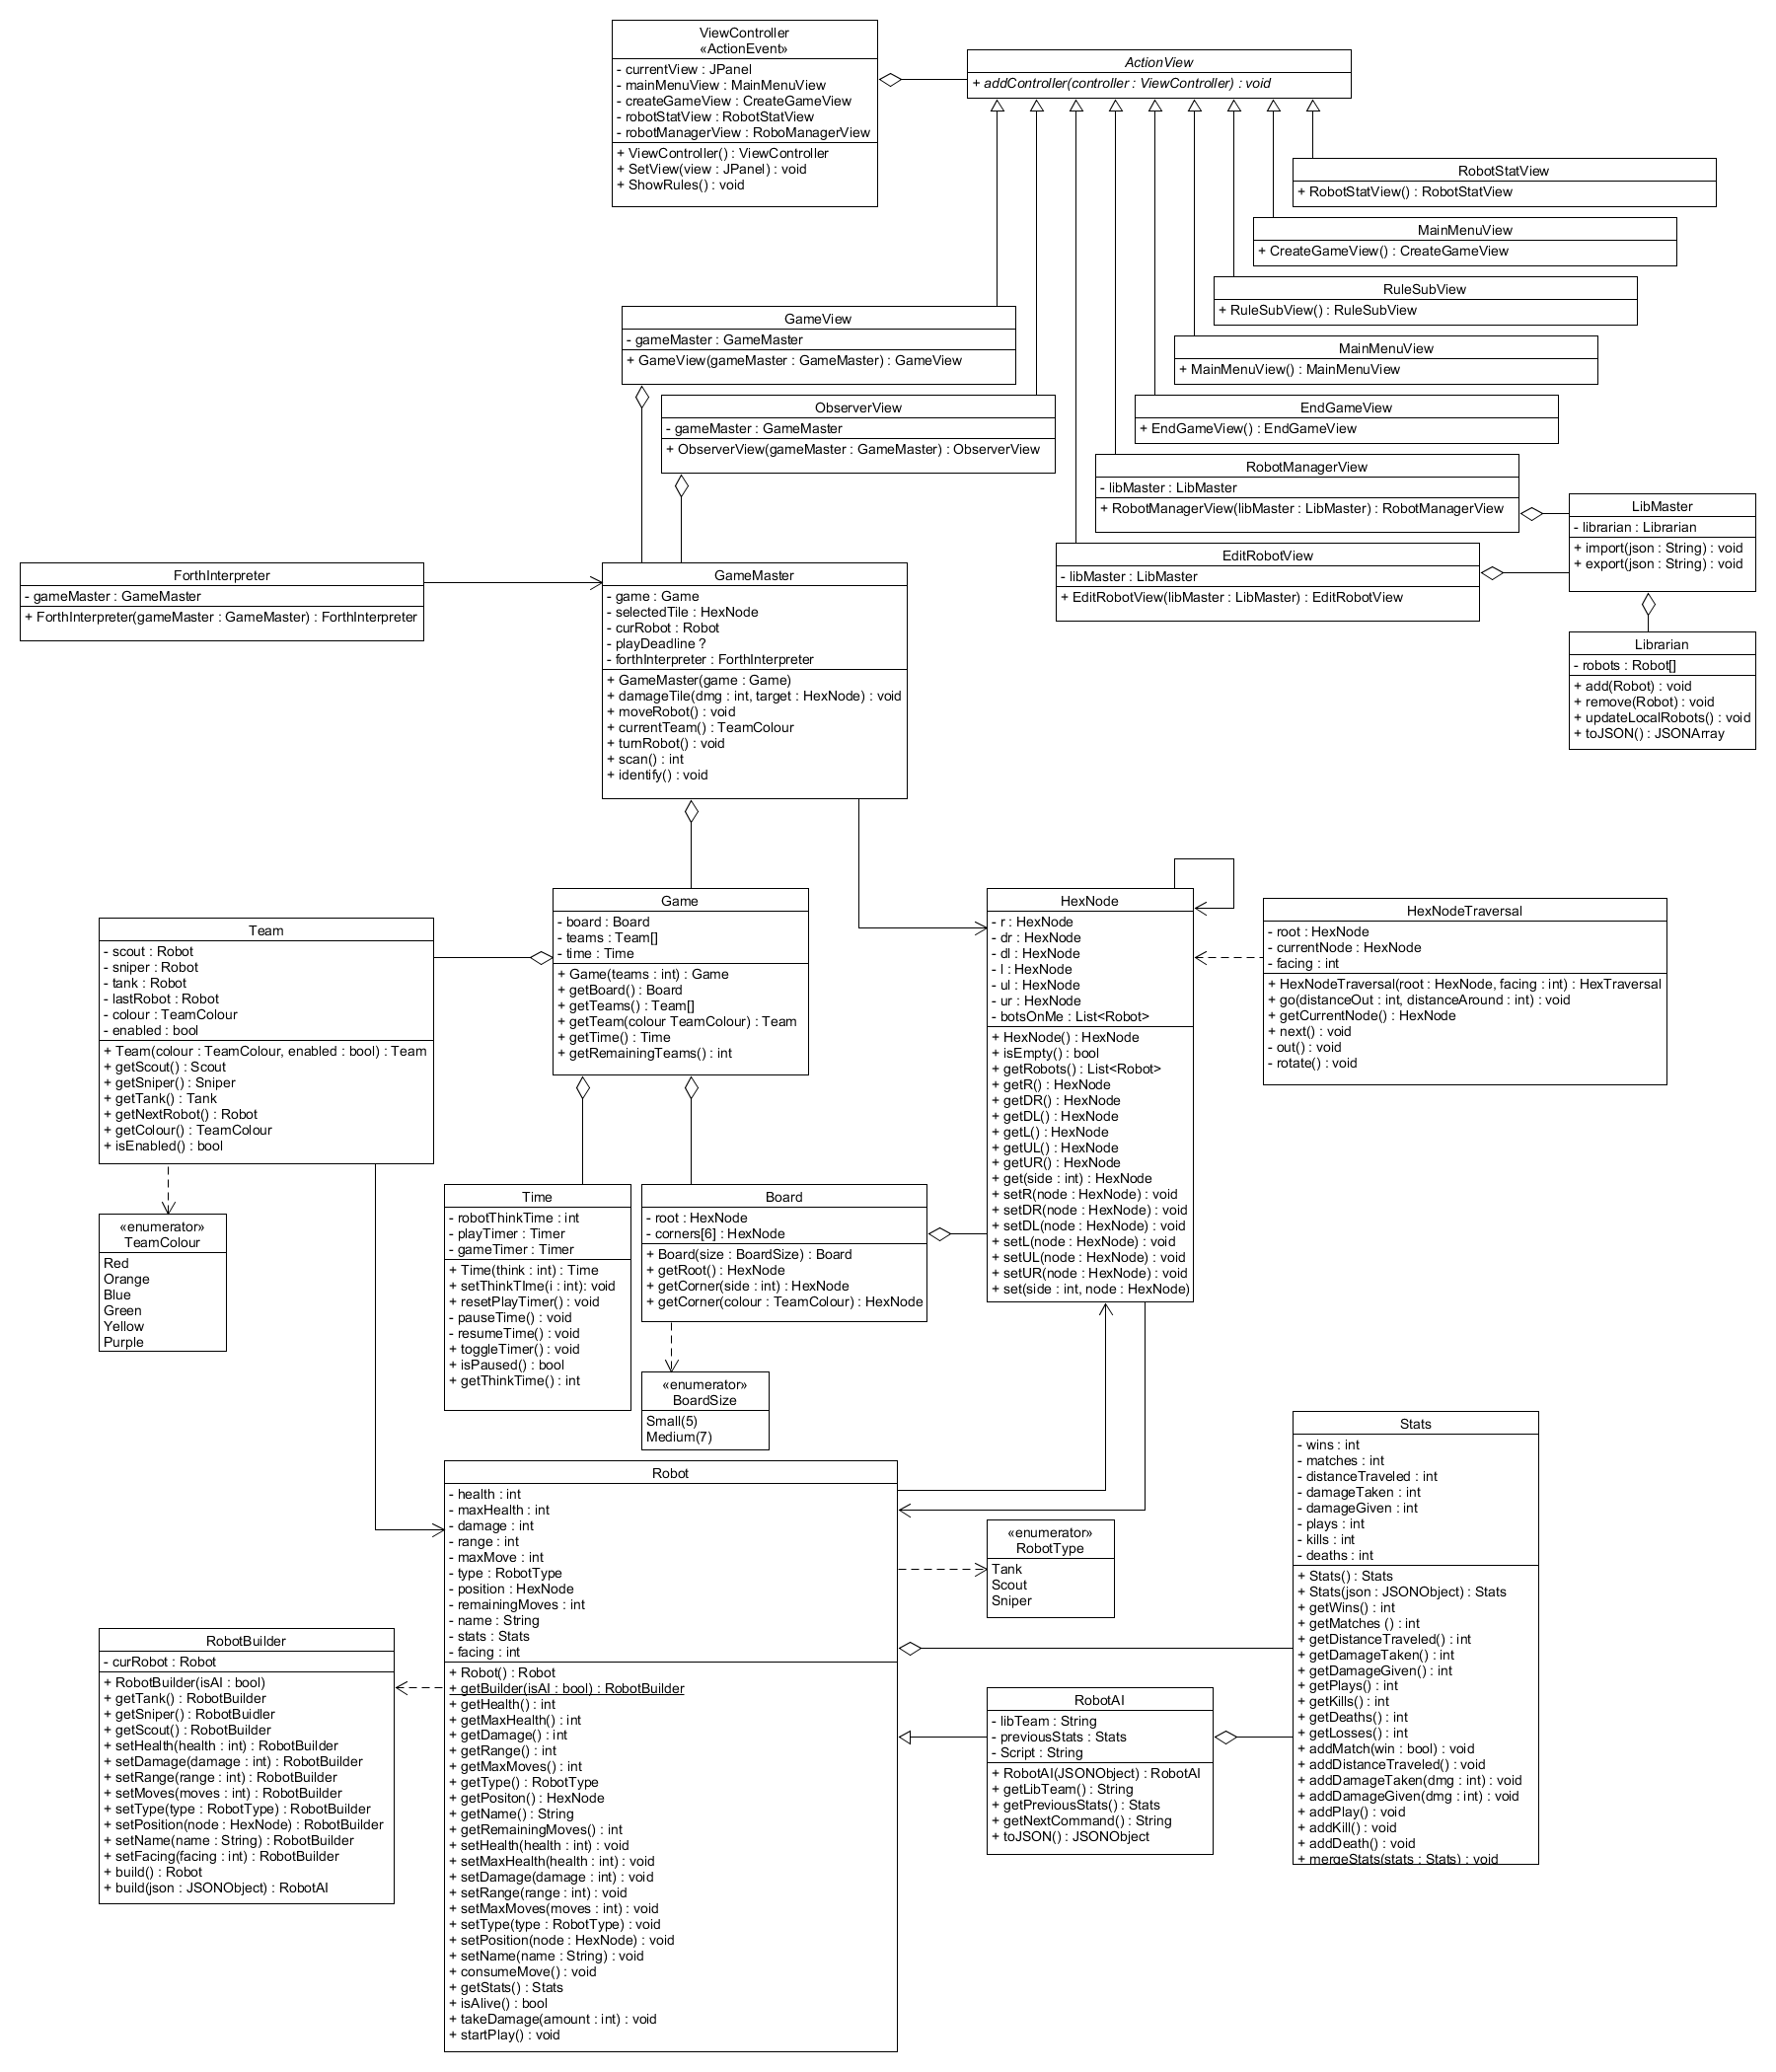 ViewController
«ActionEvent»
- currentView : JPanel
- mainMenuView : MainMenuView
- createGameView : CreateGameView
- robotStatView : RobotStatView
- robotManagerView : RoboManagerView
+ ViewController() : ViewController
+ SetView(view : JPanel) : void
+ ShowRules() : void
ActionView
+ addController(controller : ViewController) : void
RobotStatView
+ RobotStatView() : RobotStatView
MainMenuView
+ CreateGameView() : CreateGameView
RuleSubView
+ RuleSubView() : RuleSubView
MainMenuView
+ MainMenuView() : MainMenuView
EndGameView
+ EndGameView() : EndGameView
RobotManagerView
- libMaster : LibMaster
+ RobotManagerView(libMaster : LibMaster) : RobotManagerView
EditRobotView
- libMaster : LibMaster
+ EditRobotView(libMaster : LibMaster) : EditRobotView
LibMaster
- librarian : Librarian
+ import(json : String) : void
+ export(json : String) : void
Librarian
- robots : Robot[]
+ add(Robot) : void
+ remove(Robot) : void
+ updateLocalRobots() : void
+ toJSON() : JSONArray
GameView
- gameMaster : GameMaster
+ GameView(gameMaster : GameMaster) : GameView
ObserverView
- gameMaster : GameMaster
+ ObserverView(gameMaster : GameMaster) : ObserverView
ForthInterpreter
- gameMaster : GameMaster
+ ForthInterpreter(gameMaster : GameMaster) : ForthInterpreter
GameMaster
- game : Game
- selectedTile : HexNode
- curRobot : Robot
- playDeadline ?
- forthInterpreter : ForthInterpreter
+ GameMaster(game : Game)
+ damageTile(dmg : int, target : HexNode) : void
+ moveRobot() : void
+ currentTeam() : TeamColour
+ turnRobot() : void
+ scan() : int
+ identify() : void
Team
- scout : Robot
- sniper : Robot
- tank : Robot
- lastRobot : Robot
- colour : TeamColour
- enabled : bool
+ Team(colour : TeamColour, enabled : bool) : Team
+ getScout() : Scout
+ getSniper() : Sniper
+ getTank() : Tank
+ getNextRobot() : Robot
+ getColour() : TeamColour
+ isEnabled() : bool
Game
- board : Board
- teams : Team[]
- time : Time
+ Game(teams : int) : Game
+ getBoard() : Board
+ getTeams() : Team[]
+ getTeam(colour TeamColour) : Team
+ getTime() : Time
+ getRemainingTeams() : int
HexNode
- r : HexNode
- dr : HexNode
- dl : HexNode
- l : HexNode
- ul : HexNode
- ur : HexNode
- botsOnMe : List<Robot>
+ HexNode() : HexNode
+ isEmpty() : bool
+ getRobots() : List<Robot>
+ getR() : HexNode
+ getDR() : HexNode
+ getDL() : HexNode
+ getL() : HexNode
+ getUL() : HexNode
+ getUR() : HexNode
+ get(side : int) : HexNode
+ setR(node : HexNode) : void
+ setDR(node : HexNode) : void
+ setDL(node : HexNode) : void
+ setL(node : HexNode) : void
+ setUL(node : HexNode) : void
+ setUR(node : HexNode) : void
+ set(side : int, node : HexNode)
HexNodeTraversal
- root : HexNode
- currentNode : HexNode
- facing : int
+ HexNodeTraversal(root : HexNode, facing : int) : HexTraversal
+ go(distanceOut : int, distanceAround : int) : void
+ getCurrentNode() : HexNode
+ next() : void
- out() : void
- rotate() : void
«enumerator»
TeamColour
Red
Orange
Blue
Green
Yellow
Purple
Time
- robotThinkTime : int
- playTimer : Timer
- gameTimer : Timer
+ Time(think : int) : Time
+ setThinkTIme(i : int): void
+ resetPlayTimer() : void
- pauseTime() : void
- resumeTime() : void
+ toggleTimer() : void
+ isPaused() : bool
+ getThinkTime() : int
Board
- root : HexNode
- corners[6] : HexNode
+ Board(size : BoardSize) : Board
+ getRoot() : HexNode
+ getCorner(side : int) : HexNode
+ getCorner(colour : TeamColour) : HexNode
«enumerator»
BoardSize
Small(5)
Medium(7)
Robot
- health : int
- maxHealth : int
- damage : int
- range : int
- maxMove : int
- type : RobotType
- position : HexNode
- remainingMoves : int
- name : String
- stats : Stats
- facing : int
+ Robot() : Robot
+ getBuilder(isAI : bool) : RobotBuilder
+ getHealth() : int
+ getMaxHealth() : int
+ getDamage() : int
+ getRange() : int
+ getMaxMoves() : int
+ getType() : RobotType
+ getPositon() : HexNode
+ getName() : String
+ getRemainingMoves() : int
+ setHealth(health : int) : void
+ setMaxHealth(health : int) : void
+ setDamage(damage : int) : void
+ setRange(range : int) : void
+ setMaxMoves(moves : int) : void
+ setType(type : RobotType) : void
+ setPosition(node : HexNode) : void
+ setName(name : String) : void
+ consumeMove() : void
+ getStats() : Stats
+ isAlive() : bool
+ takeDamage(amount : int) : void
+ startPlay() : void
«enumerator»
RobotType
Tank
Scout
Sniper
RobotBuilder
- curRobot : Robot
+ RobotBuilder(isAI : bool)
+ getTank() : RobotBuilder
+ getSniper() : RobotBuidler
+ getScout() : RobotBuilder
+ setHealth(health : int) : RobotBuilder
+ setDamage(damage : int) : RobotBuilder
+ setRange(range : int) : RobotBuilder
+ setMoves(moves : int) : RobotBuilder
+ setType(type : RobotType) : RobotBuilder
+ setPosition(node : HexNode) : RobotBuilder
+ setName(name : String) : RobotBuilder
+ setFacing(facing : int) : RobotBuilder
+ build() : Robot
+ build(json : JSONObject) : RobotAI
RobotAI
- libTeam : String
- previousStats : Stats
- Script : String
+ RobotAI(JSONObject) : RobotAI
+ getLibTeam() : String
+ getPreviousStats() : Stats
+ getNextCommand() : String
+ toJSON() : JSONObject
Stats
- wins : int
- matches : int
- distanceTraveled : int
- damageTaken : int
- damageGiven : int
- plays : int
- kills : int
- deaths : int
+ Stats() : Stats
+ Stats(json : JSONObject) : Stats
+ getWins() : int
+ getMatches () : int
+ getDistanceTraveled() : int
+ getDamageTaken() : int
+ getDamageGiven() : int
+ getPlays() : int
+ getKills() : int
+ getDeaths() : int
+ getLosses() : int
+ addMatch(win : bool) : void
+ addDistanceTraveled() : void
+ addDamageTaken(dmg : int) : void
+ addDamageGiven(dmg : int) : void
+ addPlay() : void
+ addKill() : void
+ addDeath() : void
+ mergeStats(stats : Stats) : void